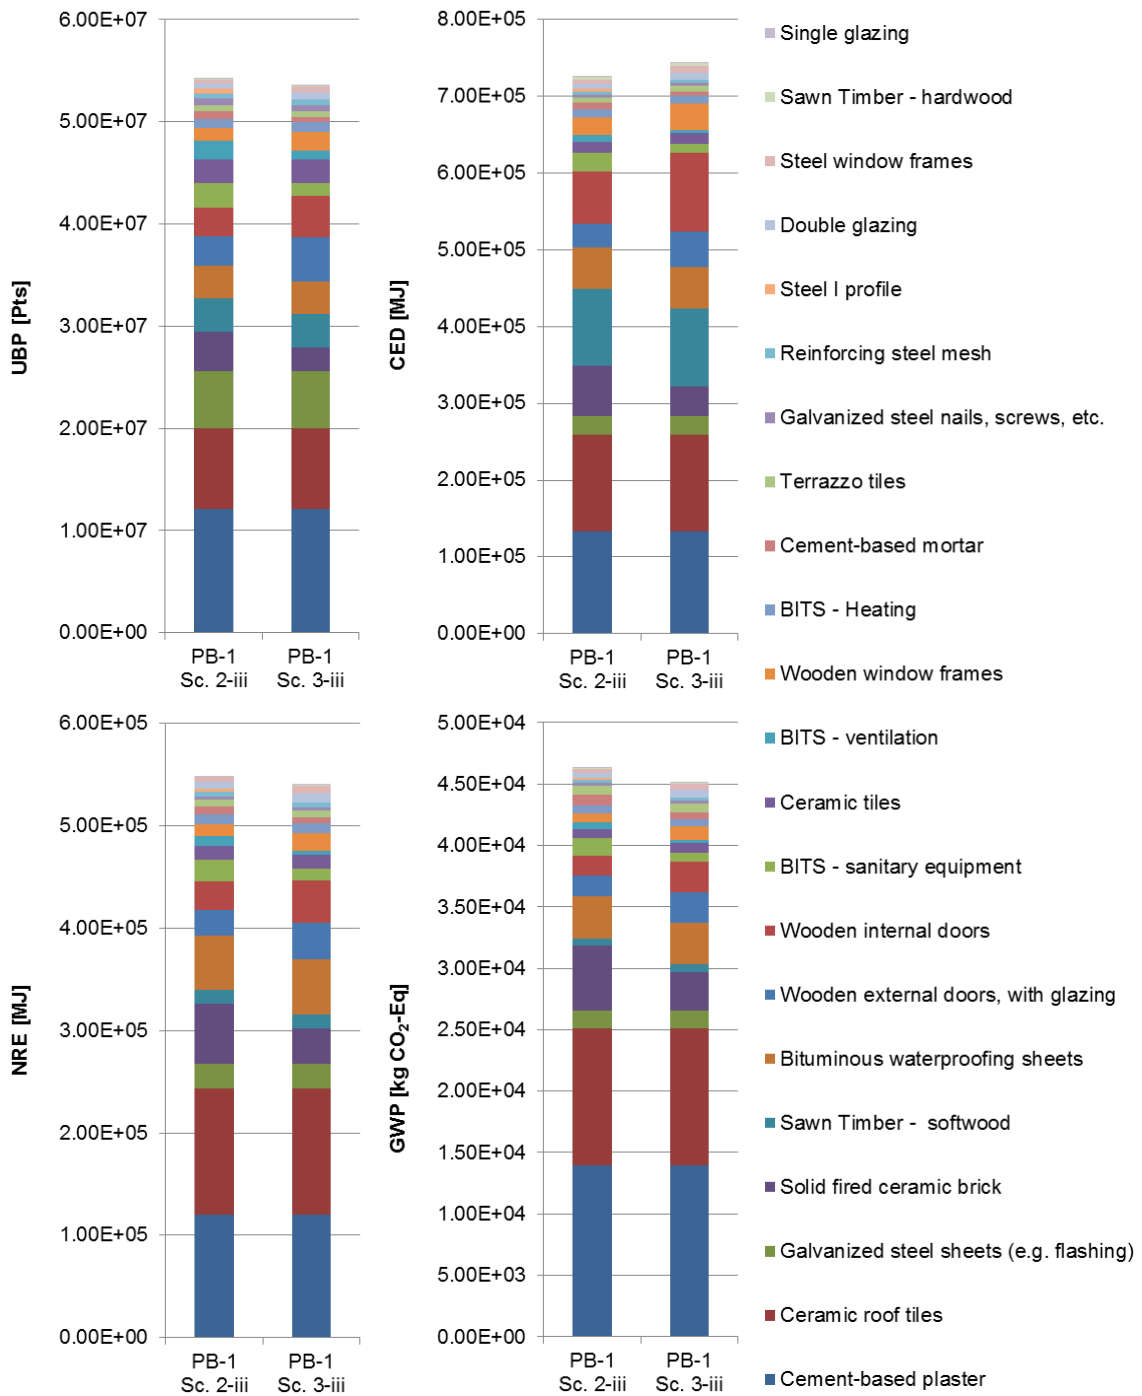 UBP [Pts]
6.00E+07
5.00E+07
4.00E+07
3.00E+07
2.00E+07
1.00E+07
0.00E+00
PB-1
Sc. 2-iii
PB-1
Sc. 3-iii
CED [MJ]
8.00E+05
7.00E+05
6.00E+05
5.00E+05
4.00E+05
3.00E+05
2.00E+05
1.00E+05
0.00E+00
PB-1
Sc. 2-iii
PB-1
Sc. 3-iii
NRE [MJ]
6.00E+05
5.00E+05
4.00E+05
3.00E+05
2.00E+05
1.00E+05
0.00E+00
PB-1
Sc. 2-iii
PB-1
Sc. 3-iii
GWP [kg CO₂-Eq]
5.00E+04
4.50E+04
4.00E+04
3.50E+04
3.00E+04
2.50E+04
2.00E+04
1.50E+04
1.00E+04
5.00E+03
0.00E+00
PB-1
Sc. 2-iii
PB-1
Sc. 3-iii
Single glazing
Sawn Timber - hardwood
Steel window frames
Double glazing
Steel I profile
Reinforcing steel mesh
Galvanized steel nails, screws, etc.
Terrazzo tiles
Cement-based mortar
BITS - Heating
Wooden window frames
BITS - ventilation
Ceramic tiles
BITS - sanitary equipment
Wooden internal doors
Wooden external doors, with glazing
Bituminous waterproofing sheets
Sawn Timber - softwood
Solid fired ceramic brick
Galvanized steel sheets (e.g. flashing)
Ceramic roof tiles
Cement-based plaster